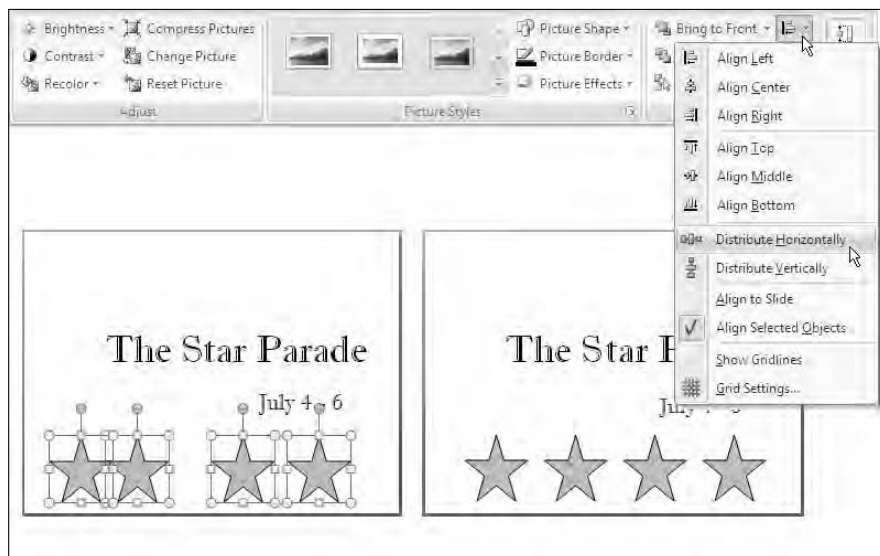 Brightness Compress Pictures Picture Shape Bring to Front
Contrast Change Picture Picture Border
Recolor Reset Picture Picture Effects
Adjust Picture Styles
Align Left
Align Center
Align Right
Align Top
Align Middle
Align Bottom
Distribute Horizontally
Distribute Vertically
Align to Slide
Align Selected Objects
Show Gridlines
Grid Settings...
The Star Parade
July 4 - 6
The Star